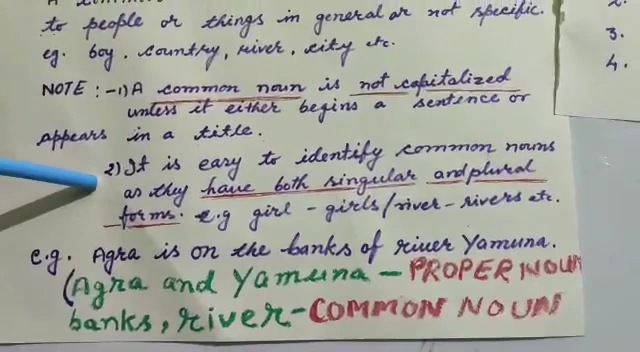 to people or things in general or not specific.
eg. boy. country, river, city etc.
NOTE :- 1) A common noun is not capitalized
unless it either begins a sentence or
appears in a title.
2) It is easy to identify common nouns
as they have both singular and plural
forms. e.g girl - girls/river - rivers etc.
e.g. Agra is on the banks of river Yamuna.
(Agra and Yamuna - PROPER NOUN
banks, river - COMMON NOUN
3.
4.